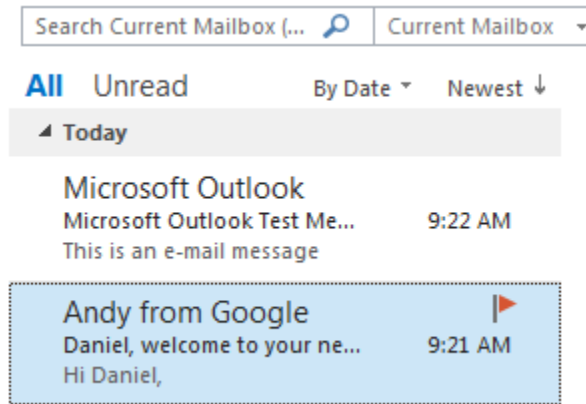 Search Current Mailbox (... Current Mailbox
All Unread By Date Newest
Today
Microsoft Outlook
Microsoft Outlook Test Me... 9:22 AM
This is an e-mail message
Andy from Google
Daniel, welcome to your ne... 9:21 AM
Hi Daniel,